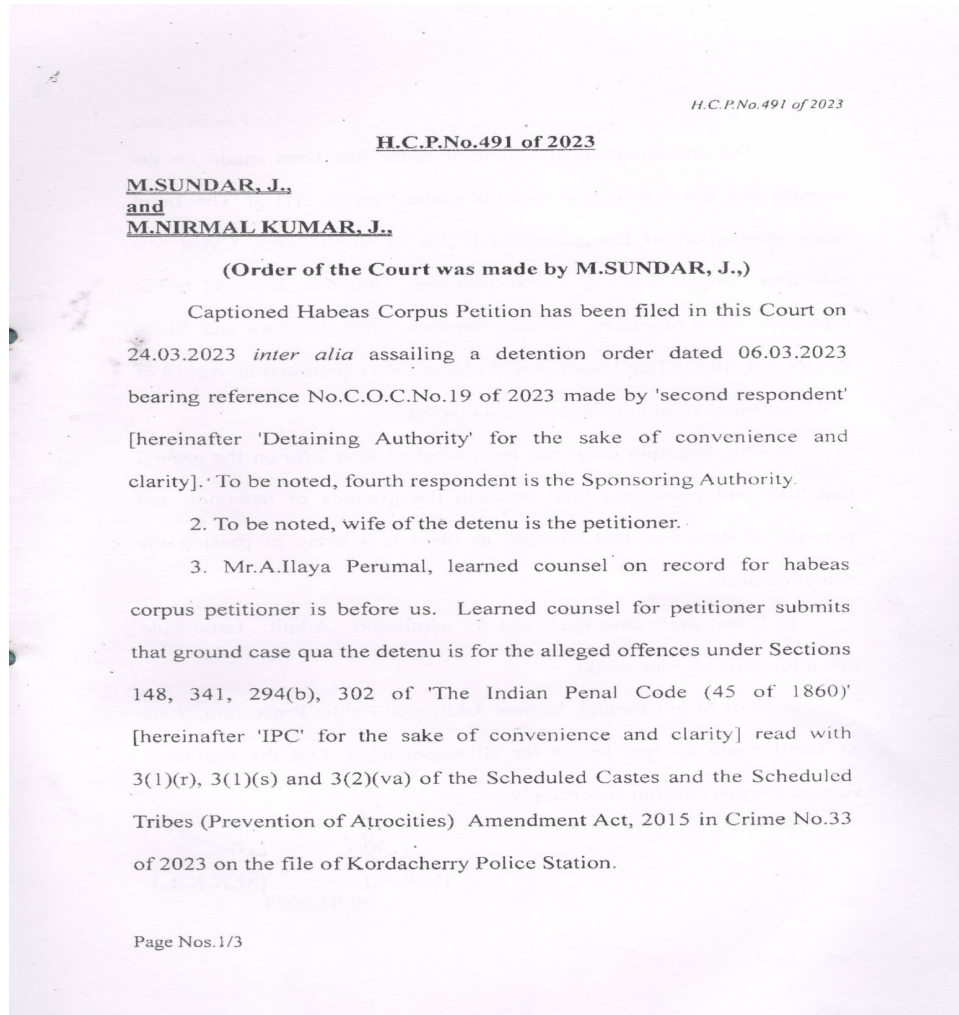 H.C.P.No.491 of 2023
H.C.P.No.491 of 2023
M.SUNDAR, J.,
and
M.NIRMAL KUMAR, J.,
(Order of the Court was made by M.SUNDAR, J.,)
Captioned Habeas Corpus Petition has been filed in this Court on
24.03.2023 inter alia assailing a detention order dated 06.03.2023
bearing reference No.C.O.C.No.19 of 2023 made by 'second respondent'
[hereinafter 'Detaining Authority' for the sake of convenience and
clarity]. To be noted, fourth respondent is the Sponsoring Authority.
2. To be noted, wife of the detenu is the petitioner.
3. Mr.A.Ilaya Perumal, learned counsel on record for habeas
corpus petitioner is before us. Learned counsel for petitioner submits
that ground case qua the detenu is for the alleged offences under Sections
148, 341, 294(b), 302 of 'The Indian Penal Code (45 of 1860)'
[hereinafter 'IPC' for the sake of convenience and clarity] read with
3(1)(r), 3(1)(s) and 3(2)(va) of the Scheduled Castes and the Scheduled
Tribes (Prevention of Atrocities) Amendment Act, 2015 in Crime No.33
of 2023 on the file of Kordacherry Police Station.
Page Nos.1/3